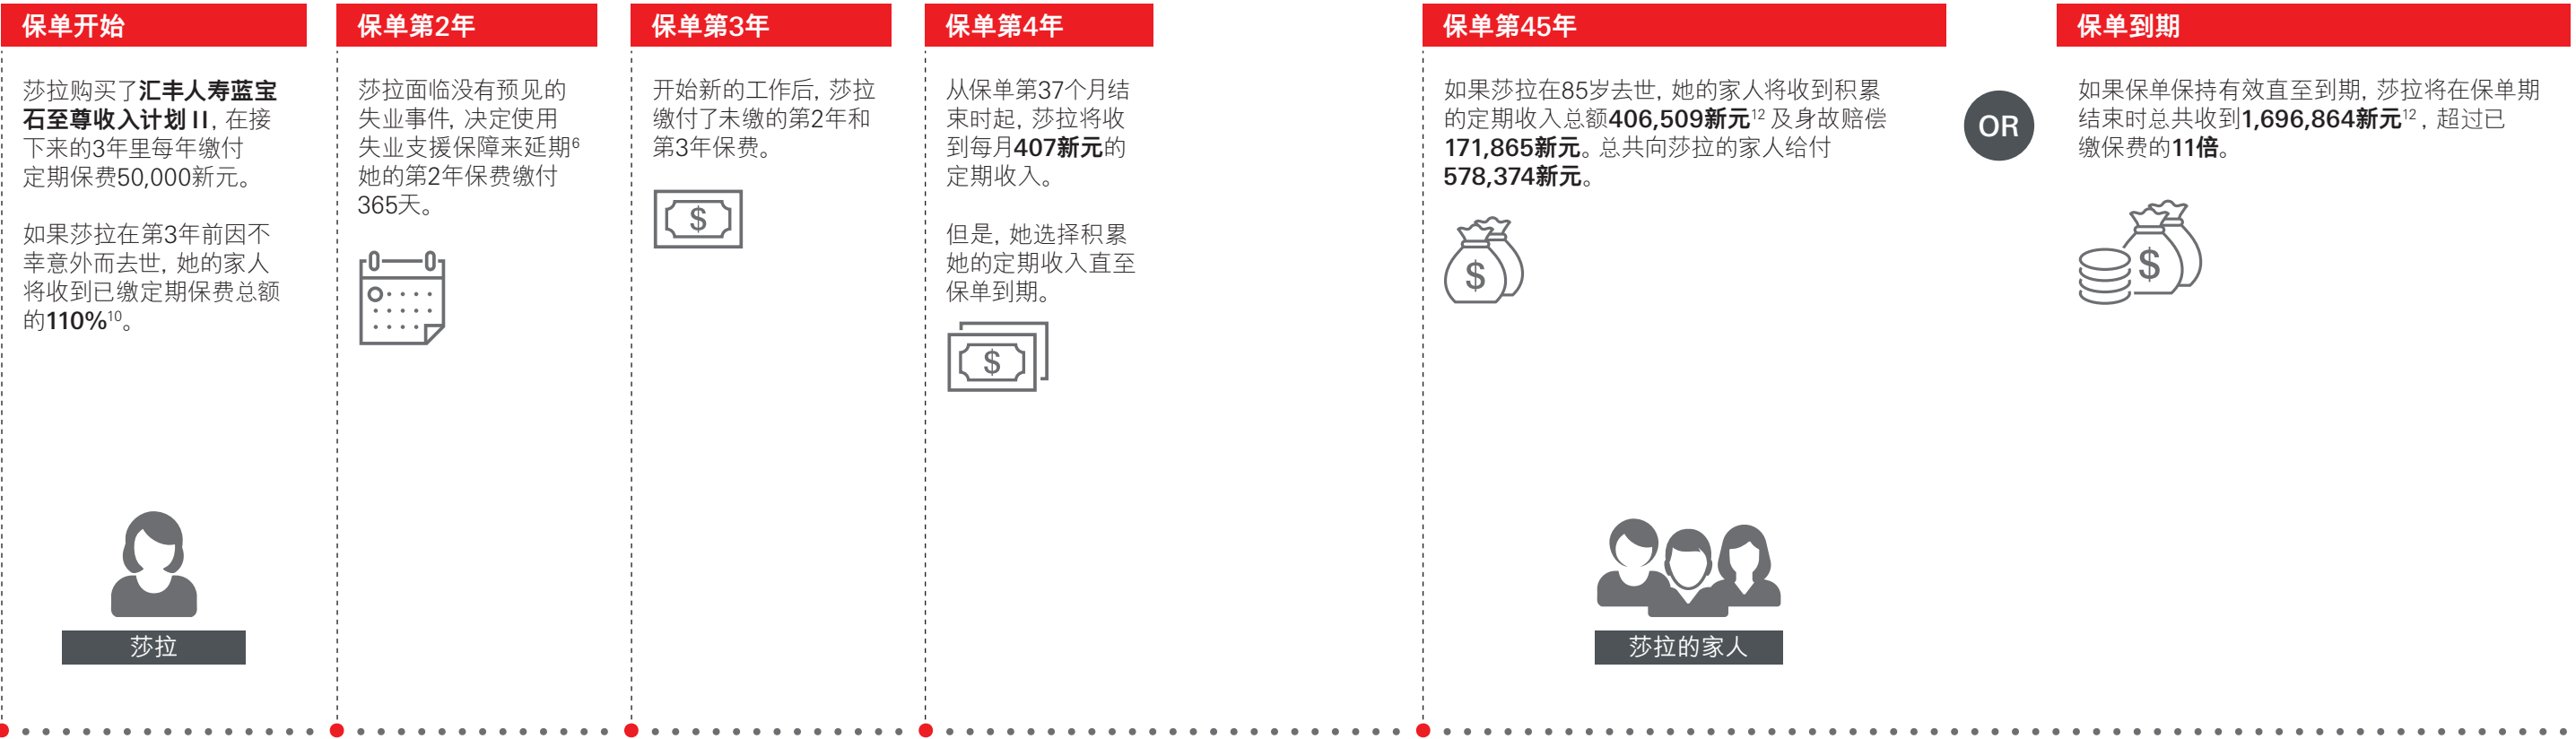 保单开始
莎拉购买了汇丰人寿蓝宝
石至尊收入计划 II, 在接
下来的3年里每年缴付
定期保费50,000新元。
如果莎拉在第3年前因不
幸意外而去世, 她的家人
将收到已缴定期保费总额
的110%10。
莎拉
保单第2年
莎拉面临没有预见的
失业事件, 决定使用
失业支援保障来延期6
她的第2年保费缴付
365天。
保单第3年
开始新的工作后, 莎拉
缴付了未缴的第2年和
第3年保费。
$
保单第4年
从保单第37个月结
束时起, 莎拉将收
到每月407新元的
定期收入。
但是, 她选择积累
她的定期收入直至
保单到期。
$
保单第45年
如果莎拉在85岁去世, 她的家人将收到积累
的定期收入总额406,509新元12 及身故赔偿
171,865新元。总共向莎拉的家人给付
578,374新元。
$
莎拉的家人
OR
保单到期
如果保单保持有效直至到期, 莎拉将在保单期
结束时总共收到1,696,864新元12 , 超过已
缴保费的11倍。
$